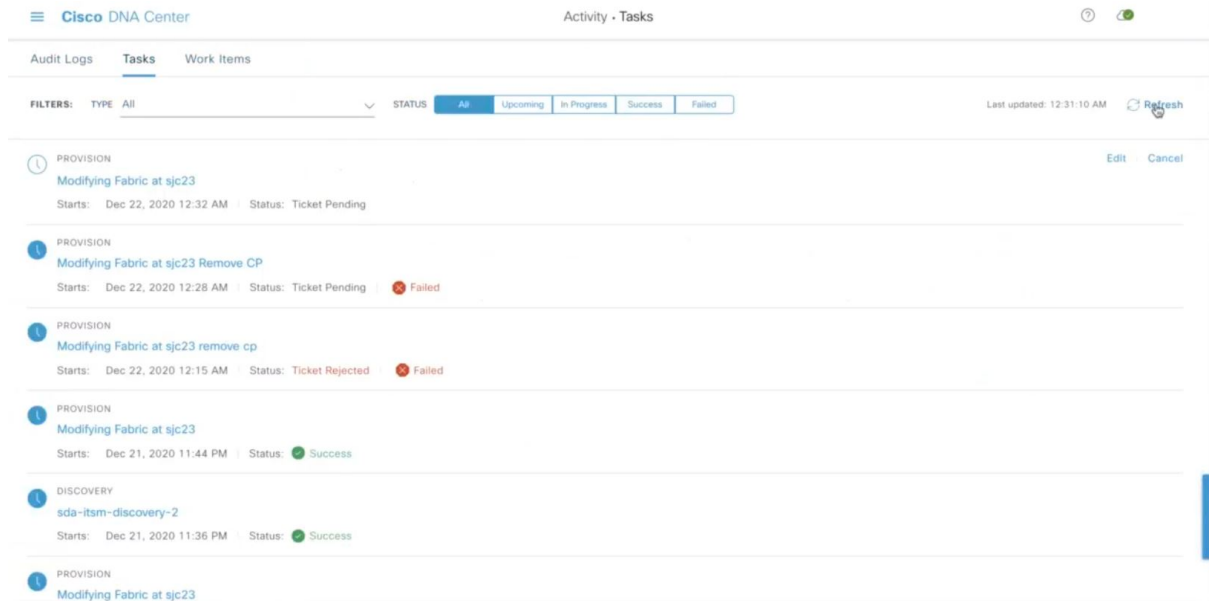 Cisco DNA Center
Activity · Tasks
Audit Logs Tasks Work Items
FILTERS: TYPE All STATUS All Upcoming In Progress Success Failed Last updated: 12:31:10 AM Refresh
PROVISION
Edit Cancel
Modifying Fabric at sjc23
Starts: Dec 22, 2020 12:32 AM Status: Ticket Pending
PROVISION
Modifying Fabric at sjc23 Remove CP
Starts: Dec 22, 2020 12:28 AM Status: Ticket Pending Failed
PROVISION
Modifying Fabric at sjc23 remove cp
Starts: Dec 22, 2020 12:15 AM Status: Ticket Rejected Failed
PROVISION
Modifying Fabric at sjc23
Starts: Dec 21, 2020 11:44 PM Status: Success
DISCOVERY
sda-itsm-discovery-2
Starts: Dec 21, 2020 11:36 PM Status: Success
PROVISION
Modifying Fabric at sjc23